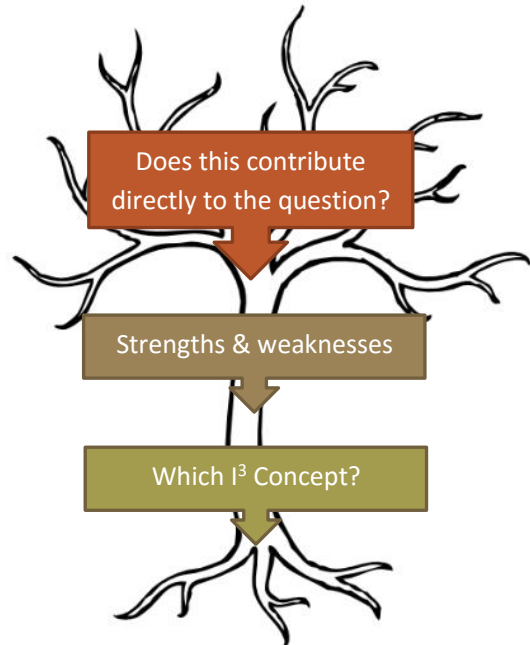 Does this contribute
directly to the question?
Strengths & weaknesses
Which I³ Concept?